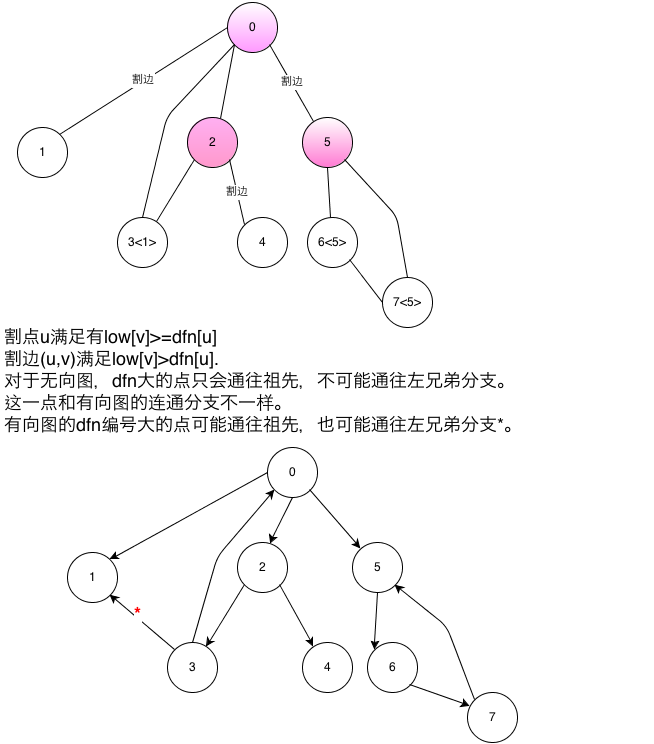 0
割边
割边
1
2
5
割边
3<1>
4
6<5>
7<5>
割点u满足有low[v]>=dfn[u]
割边(u,v)满足low[v]>dfn[u].
对于无向图，dfn大的点只会通往祖先，不可能通往左兄弟分支。
这一点和有向图的连通分支不一样。
有向图的dfn编号大的点可能通往祖先，也可能通往左兄弟分支*。
0
1
2
5
*
3
4
6
7